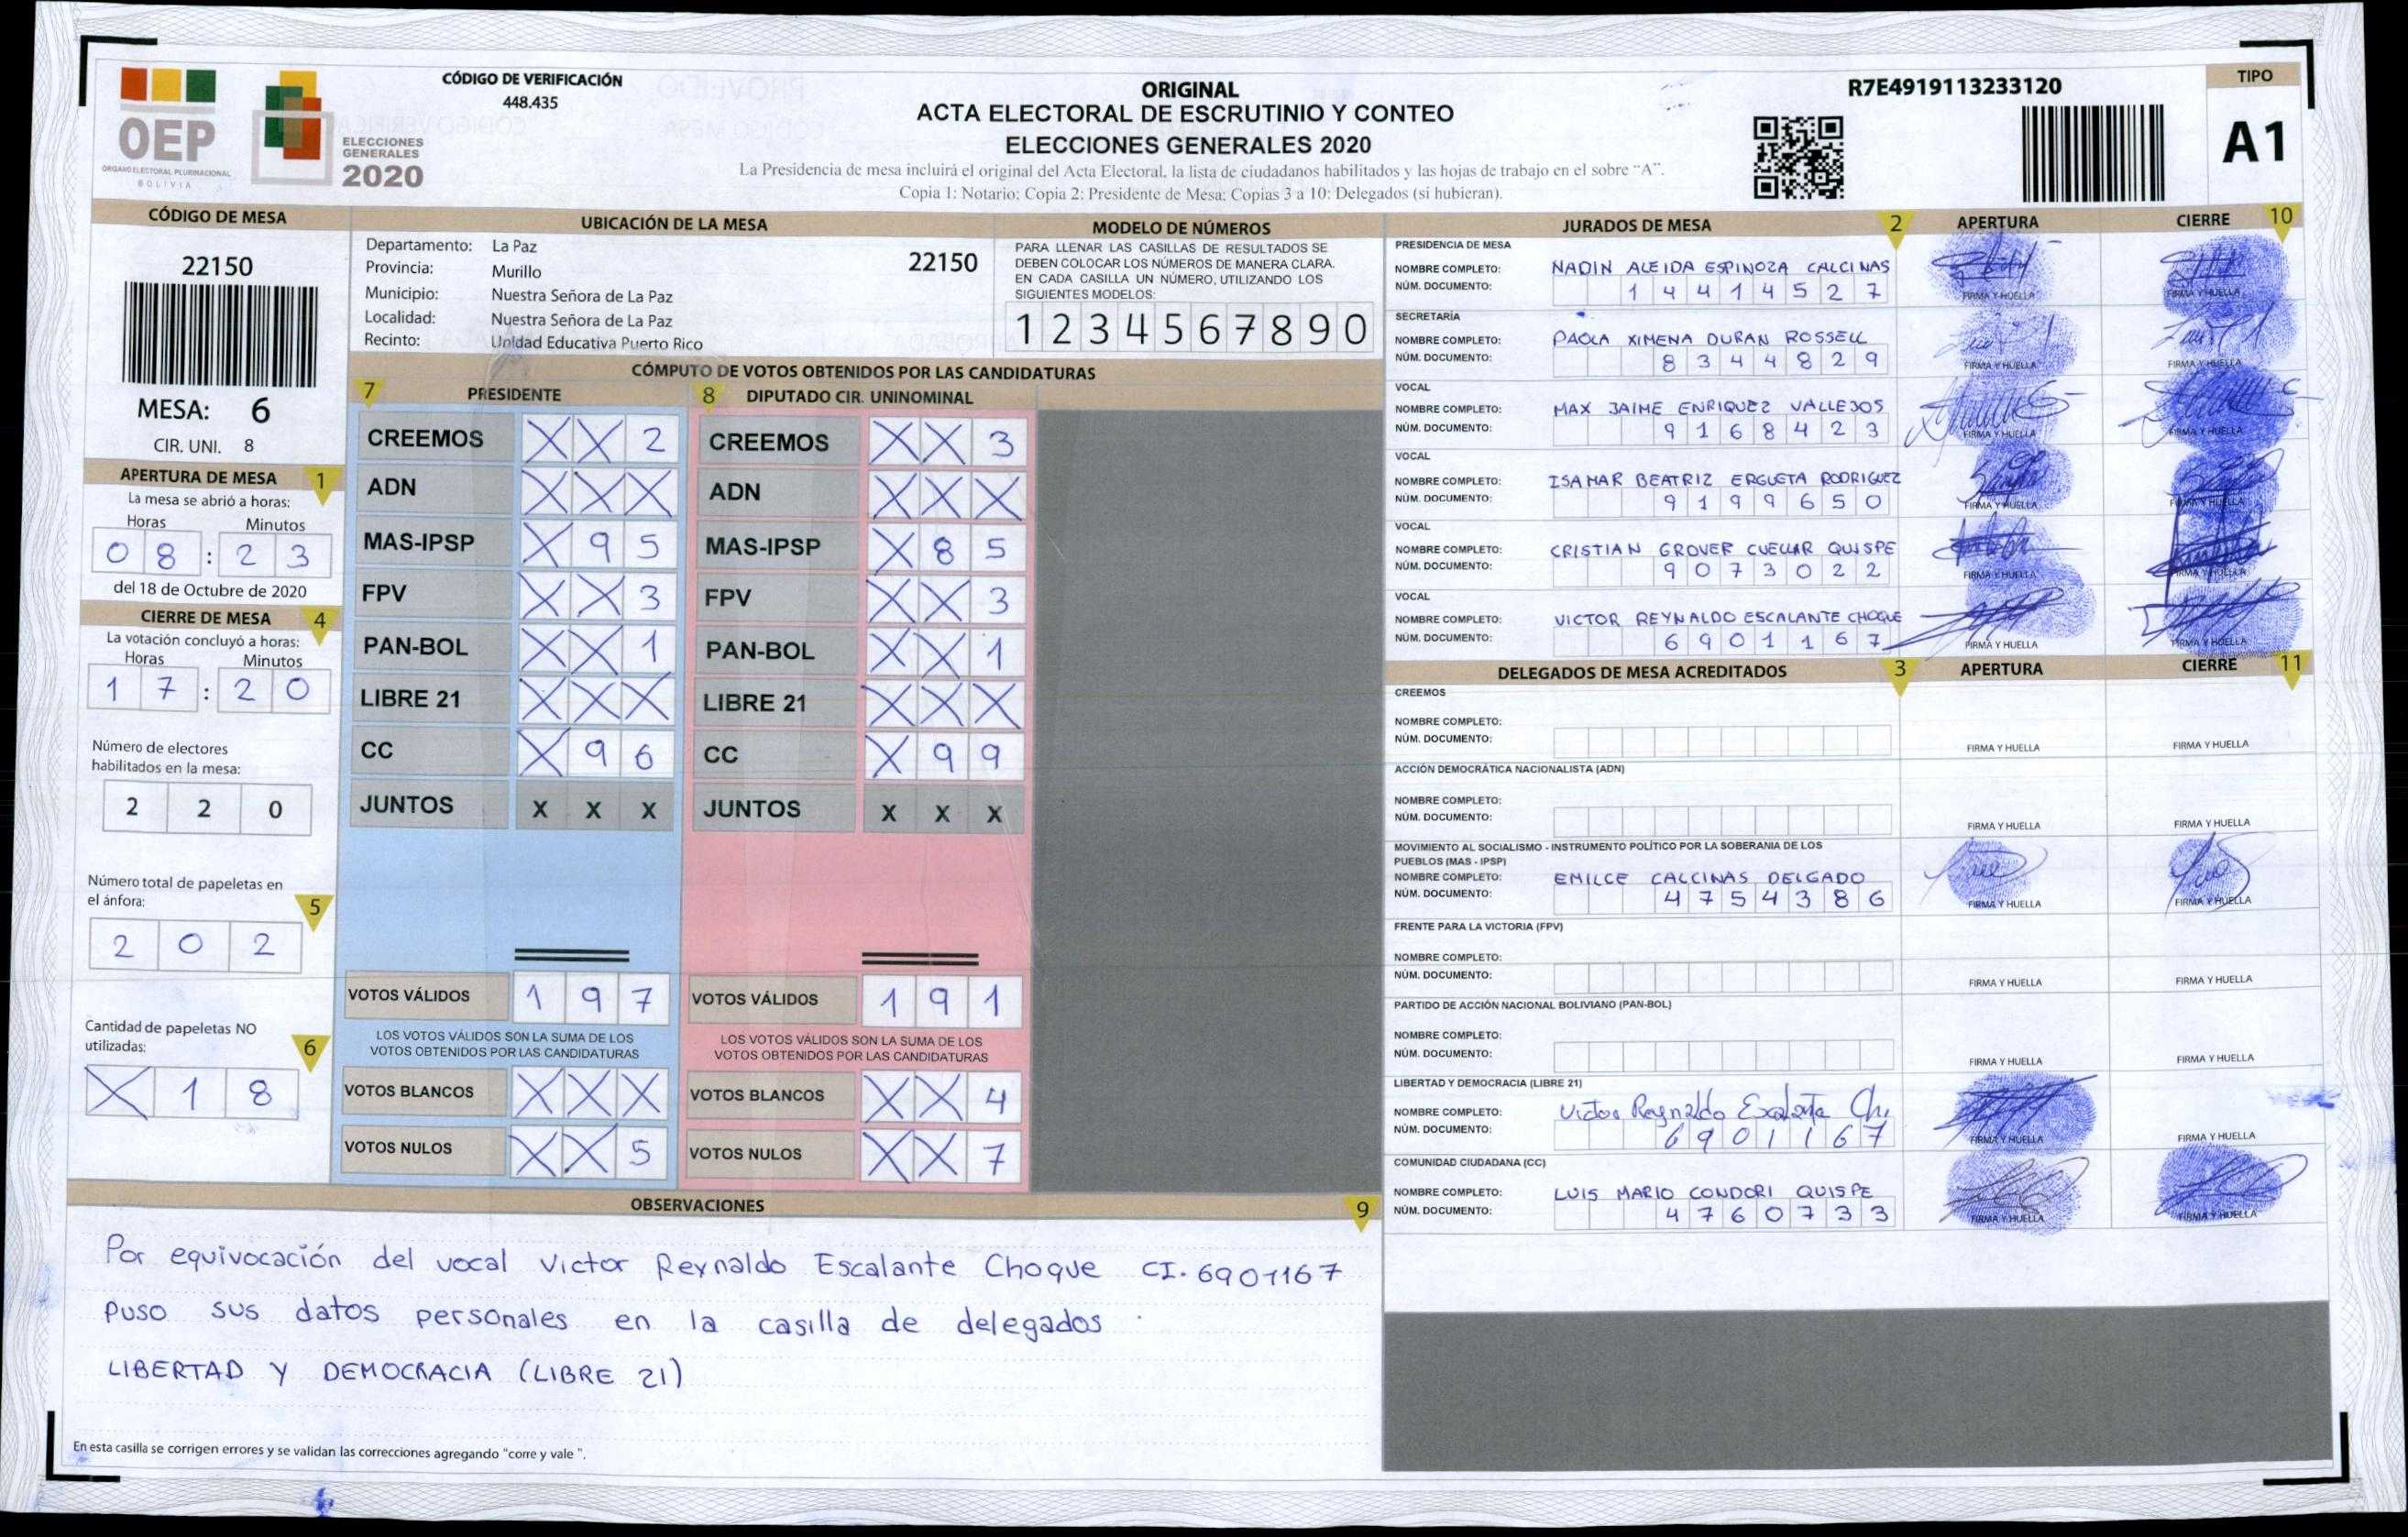 OEP
ORGANO ELECTORAL PLURINACIONAL
BOLIVIA
ELECCIONES
GENERALES
2020
CÓDIGO DE VERIFICACIÓN
448.435
ORIGINAL
ACTA ELECTORAL DE ESCRUTINIO Y CONTEO
ELECCIONES GENERALES 2020
La Presidencia de mesa incluirá el original del Acta Electoral, la lista de ciudadanos habilitados y las hojas de trabajo en el sobre "A".
Copia 1: Notario; Copia 2: Presidente de Mesa; Copias 3 a 10: Delegados (si hubieran).
R7E4919113233120
TIPO
A1
CÓDIGO DE MESA
22150
MESA: 6
CIR. UNI. 8
APERTURA DE MESA 1
La mesa se abrió a horas:
Horas Minutos
0 8 : 2 3
del 18 de Octubre de 2020
CIERRE DE MESA 4
La votación concluyó a horas:
Horas Minutos
1 7 : 2 0
Número de electores
habilitados en la mesa:
2 2 0
Número total de papeletas en
el ánfora: 5
2 0 2
Cantidad de papeletas NO
utilizadas: 6
X 1 8
UBICACIÓN DE LA MESA
Departamento: La Paz 22150
Provincia: Murillo
Municipio: Nuestra Señora de La Paz
Localidad: Nuestra Señora de La Paz
Recinto: Unidad Educativa Puerto Rico
MODELO DE NÚMEROS
PARA LLENAR LAS CASILLAS DE RESULTADOS SE
DEBEN COLOCAR LOS NÚMEROS DE MANERA CLARA.
EN CADA CASILLA UN NÚMERO, UTILIZANDO LOS
SIGUIENTES MODELOS:
1 2 3 4 5 6 7 8 9 0
CÓMPUTO DE VOTOS OBTENIDOS POR LAS CANDIDATURAS
7 PRESIDENTE
CREEMOS X X 2
ADN X X X
MAS-IPSP X 9 5
FPV X X 3
PAN-BOL X X 1
LIBRE 21 X X X
CC X 9 6
JUNTOS X X X
VOTOS VÁLIDOS 1 9 7
LOS VOTOS VÁLIDOS SON LA SUMA DE LOS
VOTOS OBTENIDOS POR LAS CANDIDATURAS
VOTOS BLANCOS X X X
VOTOS NULOS X X 5
8 DIPUTADO CIR. UNINOMINAL
CREEMOS X X 3
ADN X X X
MAS-IPSP X 8 5
FPV X X 3
PAN-BOL X X 1
LIBRE 21 X X X
CC X 9 9
JUNTOS X X X
VOTOS VÁLIDOS 1 9 1
LOS VOTOS VÁLIDOS SON LA SUMA DE LOS
VOTOS OBTENIDOS POR LAS CANDIDATURAS
VOTOS BLANCOS X X 4
VOTOS NULOS X X 7
OBSERVACIONES 9
Por equivocación del vocal Victor Reynaldo Escalante Choque CI. 6901167
puso sus datos personales en la casilla de delegados
LIBERTAD Y DEMOCRACIA (LIBRE 21)
En esta casilla se corrigen errores y se validan las correcciones agregando "corre y vale ".
JURADOS DE MESA 2 APERTURA CIERRE 10
PRESIDENCIA DE MESA
NOMBRE COMPLETO: NADIN ALEIDA ESPINOZA CALCINAS
NÚM. DOCUMENTO: 1 4 4 1 4 5 2 7 FIRMA Y HUELLA FIRMA Y HUELLA
SECRETARÍA
NOMBRE COMPLETO: PAOLA XIMENA DURAN ROSSELL
NÚM. DOCUMENTO: 8 3 4 4 8 2 9 FIRMA Y HUELLA FIRMA Y HUELLA
VOCAL
NOMBRE COMPLETO: MAX JAIME ENRIQUEZ VALLEJOS
NÚM. DOCUMENTO: 9 1 6 8 4 2 3 FIRMA Y HUELLA FIRMA Y HUELLA
VOCAL
NOMBRE COMPLETO: ISAMAR BEATRIZ ERGUETA RODRIGUEZ
NÚM. DOCUMENTO: 9 1 9 9 6 5 0 FIRMA Y HUELLA FIRMA Y HUELLA
VOCAL
NOMBRE COMPLETO: CRISTIAN GROVER CUELLAR QUISPE
NÚM. DOCUMENTO: 9 0 7 3 0 2 2 FIRMA Y HUELLA FIRMA Y HUELLA
VOCAL
NOMBRE COMPLETO: VICTOR REYNALDO ESCALANTE CHOQUE
NÚM. DOCUMENTO: 6 9 0 1 1 6 7 FIRMA Y HUELLA FIRMA Y HUELLA
DELEGADOS DE MESA ACREDITADOS 3 APERTURA CIERRE 11
CREEMOS
NOMBRE COMPLETO:
NÚM. DOCUMENTO: FIRMA Y HUELLA FIRMA Y HUELLA
ACCIÓN DEMOCRÁTICA NACIONALISTA (ADN)
NOMBRE COMPLETO:
NÚM. DOCUMENTO: FIRMA Y HUELLA FIRMA Y HUELLA
MOVIMIENTO AL SOCIALISMO - INSTRUMENTO POLÍTICO POR LA SOBERANIA DE LOS
PUEBLOS (MAS - IPSP)
NOMBRE COMPLETO: EMILCE CALCINAS DELGADO
NÚM. DOCUMENTO: 4 7 5 4 3 8 6 FIRMA Y HUELLA FIRMA Y HUELLA
FRENTE PARA LA VICTORIA (FPV)
NOMBRE COMPLETO:
NÚM. DOCUMENTO: FIRMA Y HUELLA FIRMA Y HUELLA
PARTIDO DE ACCIÓN NACIONAL BOLIVIANO (PAN-BOL)
NOMBRE COMPLETO:
NÚM. DOCUMENTO: FIRMA Y HUELLA FIRMA Y HUELLA
LIBERTAD Y DEMOCRACIA (LIBRE 21)
NOMBRE COMPLETO: Victor Reynaldo Escalante Ch.
NÚM. DOCUMENTO: 6 9 0 1 1 6 7 FIRMA Y HUELLA FIRMA Y HUELLA
COMUNIDAD CIUDADANA (CC)
NOMBRE COMPLETO: LUIS MARIO CONDORI QUISPE
NÚM. DOCUMENTO: 4 7 6 0 7 3 3 FIRMA Y HUELLA FIRMA Y HUELLA